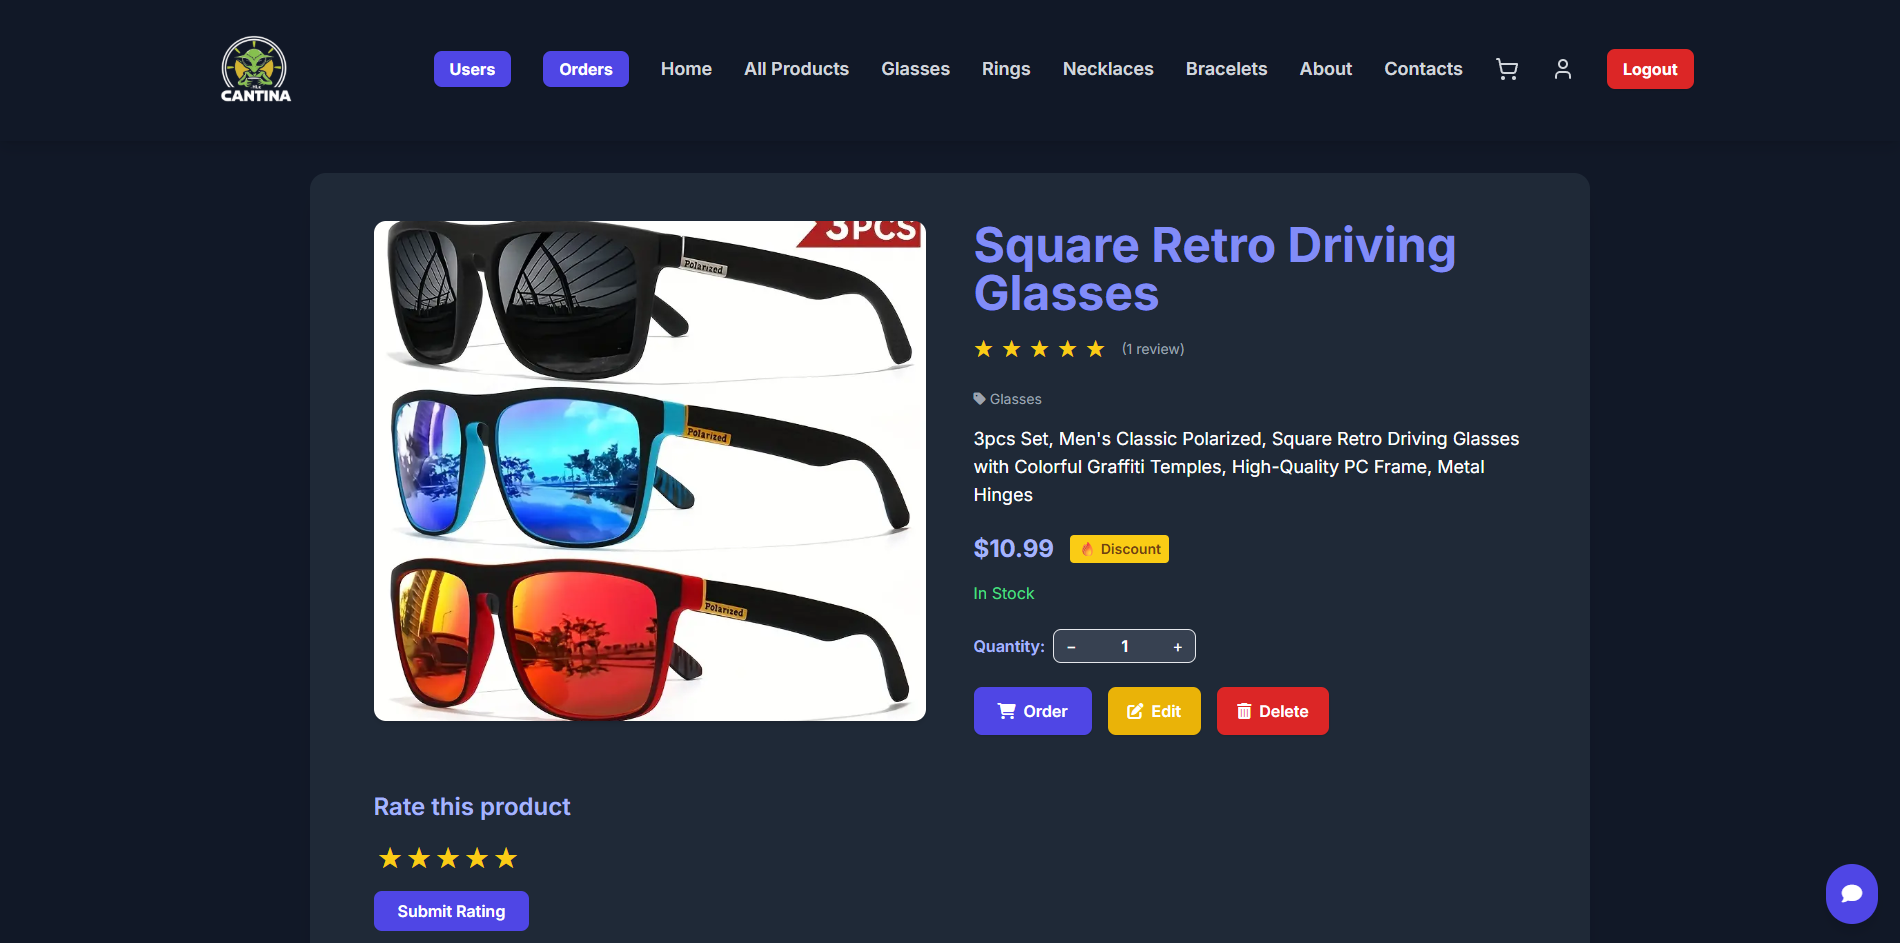 CANTINA
Users
Orders
Home
All Products
Glasses
Rings
Necklaces
Bracelets
About
Contacts
Logout
3PCS
Polarized
Polarized
Polarized
Square Retro Driving
Glasses
(1 review)
Glasses
3pcs Set, Men's Classic Polarized, Square Retro Driving Glasses
with Colorful Graffiti Temples, High-Quality PC Frame, Metal
Hinges
$10.99
Discount
In Stock
Quantity:
− 1 +
Order
Edit
Delete
Rate this product
Submit Rating